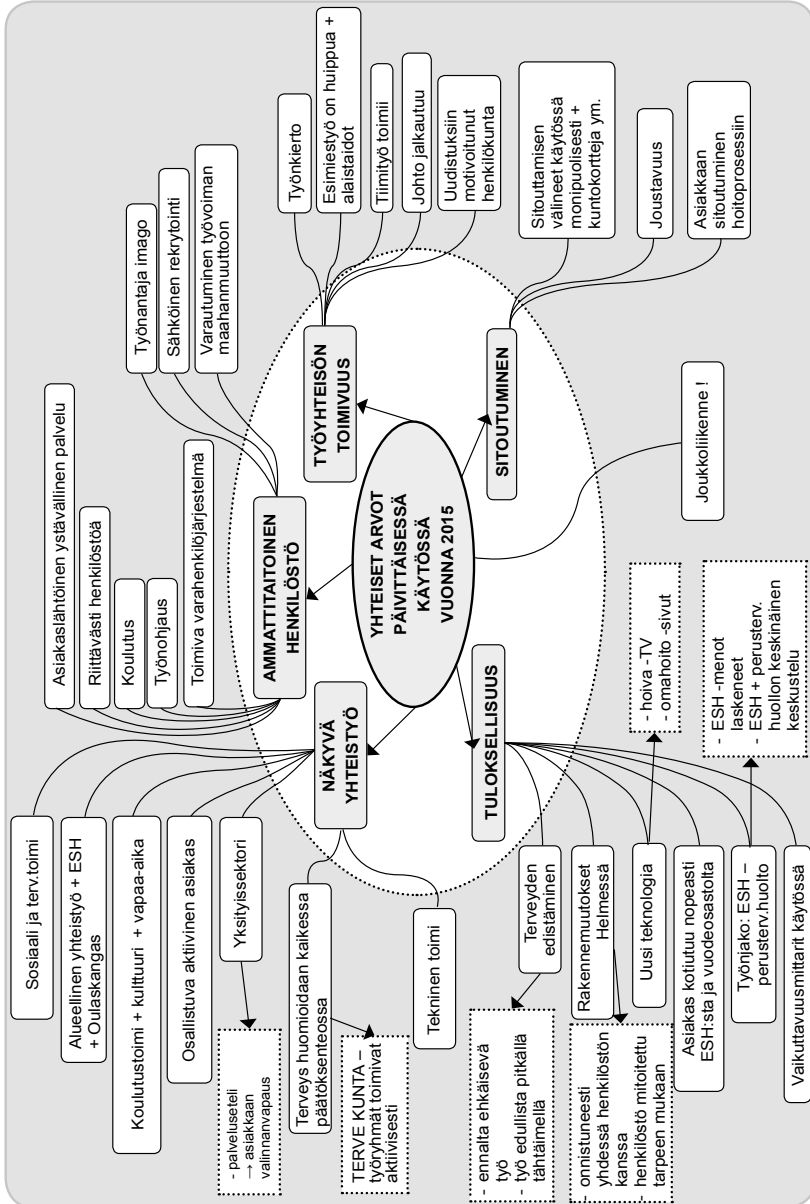 YHTEISET ARVOT
PÄIVITTÄISESSÄ
KÄYTÖSSÄ
VUONNA 2015
NÄKYVÄ
YHTEISTYÖ
Sosiaali ja terv.toimi
Alueellinen yhteistyö + ESH
+ Oulaskangas
Koulutustoimi + kulttuuri + vapaa-aika
Osallistuva aktiivinen asiakas
Yksityissektori
- palveluseteli
→ asiakkaan
valinnanvapaus
Terveys huomioidaan kaikessa
päätöksenteossa
TERVE KUNTA –
työryhmät toimivat
aktiivisesti
Tekninen toimi
AMMATTITAITOINEN
HENKILÖSTÖ
Asiakaslähtöinen ystävällinen palvelu
Riittävästi henkilöstöä
Koulutus
Työnohjaus
Toimiva varahenkilöjärjestelmä
Työnantaja imago
Sähköinen rekrytointi
Varautuminen työvoiman
maahanmuuttoon
TYÖYHTEISÖN
TOIMIVUUS
Työnkierto
Esimiestyö on huippua +
alaistaidot
Tiimityö toimii
Johto jalkautuu
Uudistuksiin
motivoitunut
henkilökunta
SITOUTUMINEN
Sitouttamisen
välineet käytössä
monipuolisesti +
kuntokortteja ym.
Joustavuus
Asiakkaan
sitoutuminen
hoitoprosessiin
Joukkoliikenne !
TULOKSELLISUUS
Terveyden
edistäminen
- ennalta ehkäisevä
työ
- työ edullista pitkällä
tähtäimellä
Rakennemuutokset
Helmessä
- onnistuneesti
yhdessä henkilöstön
kanssa
- henkilöstö mitoitettu
tarpeen mukaan
Uusi teknologia
- hoiva -TV
- omahoito -sivut
Asiakas kotiutuu nopeasti
ESH:sta ja vuodeosastolta
Työnjako: ESH –
perusterv.huolto
- ESH -menot
laskeneet
- ESH + perusterv.
huollon keskinäinen
keskustelu
Vaikuttavuusmittarit käytössä